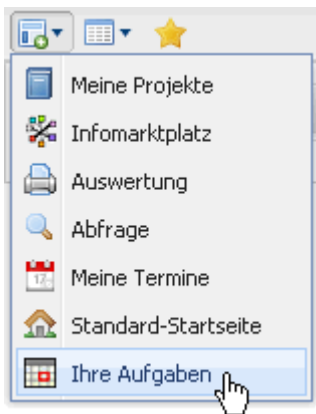 Meine Projekte
Infomarktplatz
Auswertung
Abfrage
Meine Termine
Standard-Startseite
Ihre Aufgaben